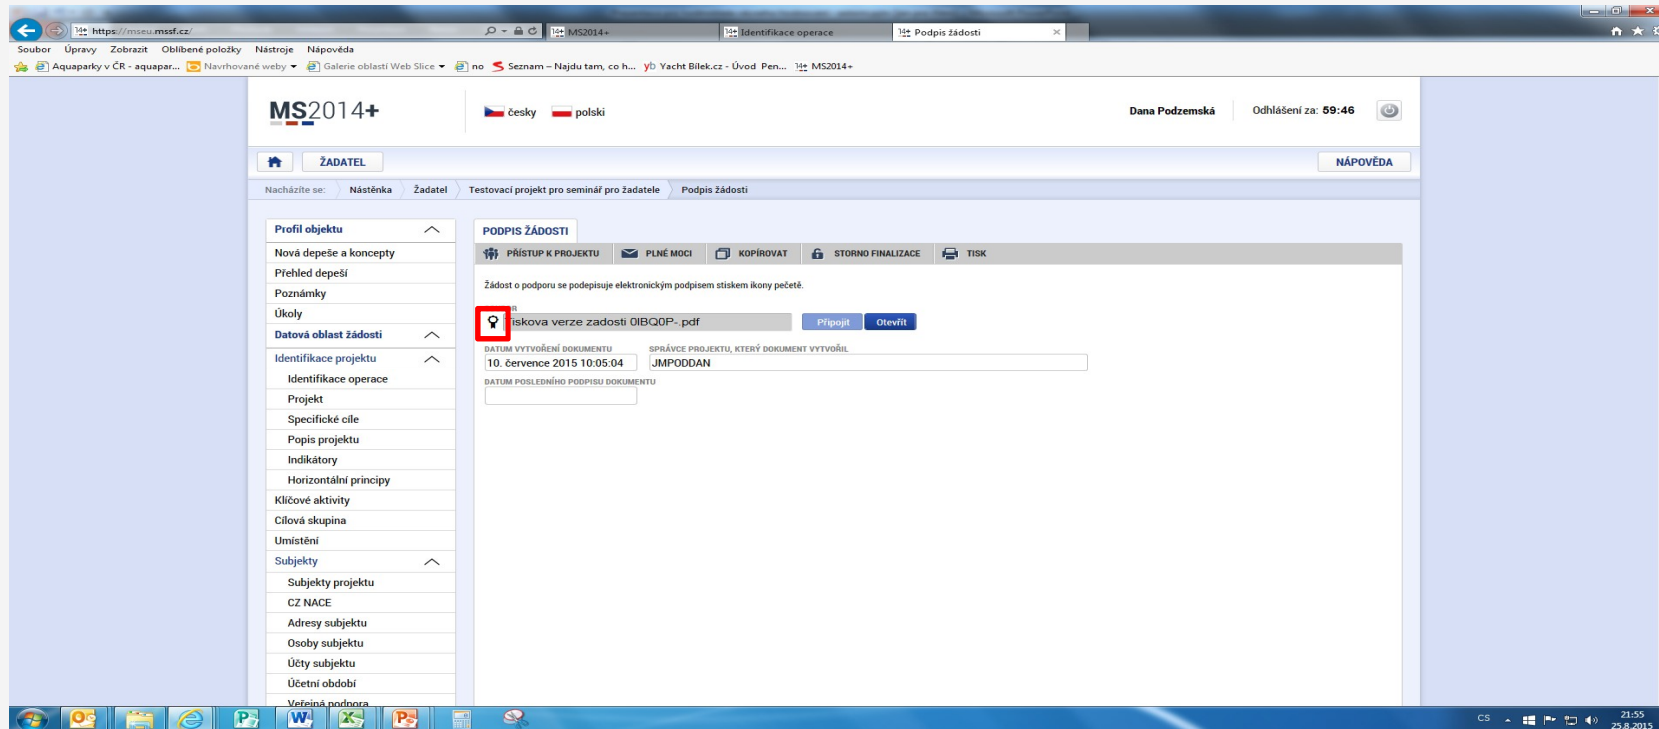 https://mseu.mssf.cz/
MS2014+
Identifikace operace
Podpis žádosti
Soubor Úpravy Zobrazit Oblíbené položky Nástroje Nápověda
Aquaparky v ČR - aquapar... Navrhované weby Galerie oblastí Web Slice no Seznam – Najdu tam, co h... Yacht Bílek.cz - Úvod Pen... MS2014+
MS2014+
česky polski
Dana Podzemská Odhlášení za: 59:46
ŽADATEL NÁPOVĚDA
Nacházíte se: Nástěnka Žadatel Testovací projekt pro seminář pro žadatele Podpis žádosti
Profil objektu
Nová depeše a koncepty
Přehled depeší
Poznámky
Úkoly
Datová oblast žádosti
Identifikace projektu
Identifikace operace
Projekt
Specifické cíle
Popis projektu
Indikátory
Horizontální principy
Klíčové aktivity
Cílová skupina
Umístění
Subjekty
Subjekty projektu
CZ NACE
Adresy subjektu
Osoby subjektu
Účty subjektu
Účetní období
Veřejná podpora
PODPIS ŽÁDOSTI
PŘÍSTUP K PROJEKTU PLNÉ MOCI KOPÍROVAT STORNO FINALIZACE TISK
Žádost o podporu se podepisuje elektronickým podpisem stiskem ikony pečetě.
Tiskova verze zadosti 0IBQ0P-.pdf Připojit Otevřít
DATUM VYTVOŘENÍ DOKUMENTU SPRÁVCE PROJEKTU, KTERÝ DOKUMENT VYTVOŘIL
10. července 2015 10:05:04 JMPODDAN
DATUM POSLEDNÍHO PODPISU DOKUMENTU
CS 21:55
25.8.2015